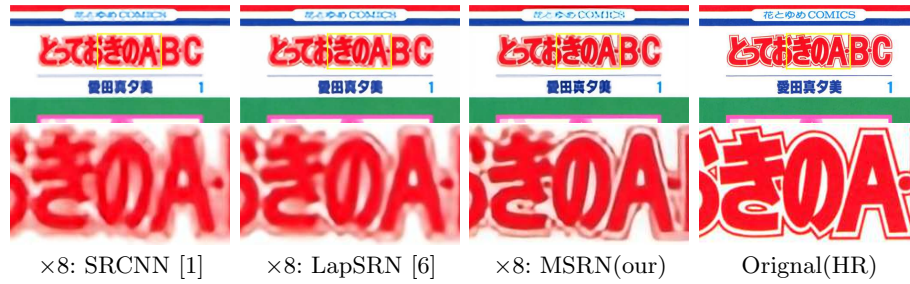 花とゆめCOMICS 花とゆめCOMICS 花とゆめCOMICS 花とゆめCOMICS
とっておきのA・B・C とっておきのA・B・C とっておきのA・B・C とっておきのA・B・C
愛田真夕美 1 愛田真夕美 1 愛田真夕美 1 愛田真夕美 1
おきのA・ おきのA・ おきのA・ おきのA・
×8: SRCNN [1] ×8: LapSRN [6] ×8: MSRN(our) Orignal(HR)